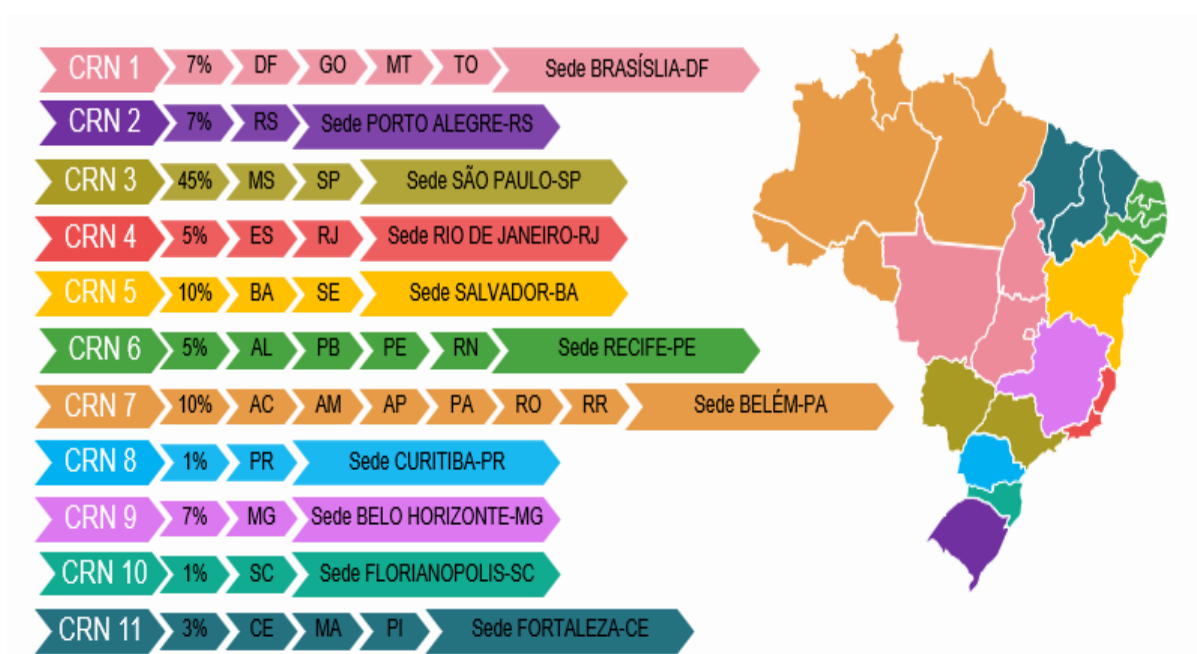 CRN 1 7% DF GO MT TO Sede BRASÍSLIA-DF
CRN 2 7% RS Sede PORTO ALEGRE-RS
CRN 3 45% MS SP Sede SÃO PAULO-SP
CRN 4 5% ES RJ Sede RIO DE JANEIRO-RJ
CRN 5 10% BA SE Sede SALVADOR-BA
CRN 6 5% AL PB PE RN Sede RECIFE-PE
CRN 7 10% AC AM AP PA RO RR Sede BELÉM-PA
CRN 8 1% PR Sede CURITIBA-PR
CRN 9 7% MG Sede BELO HORIZONTE-MG
CRN 10 1% SC Sede FLORIANOPOLIS-SC
CRN 11 3% CE MA PI Sede FORTALEZA-CE